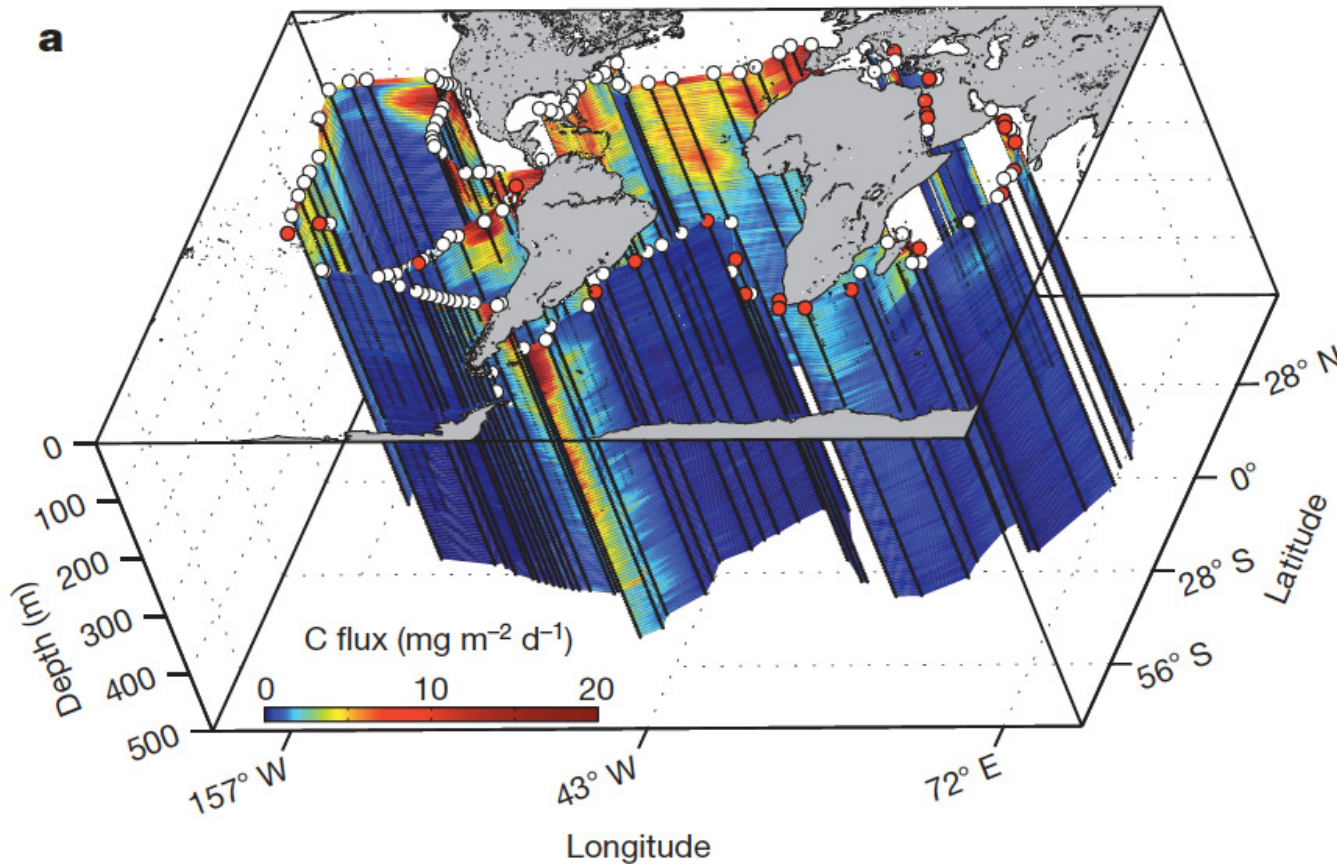 a
0
100
200
300
400
500
Depth (m)
C flux (mg m⁻² d⁻¹)
0 10 20
157° W
43° W
72° E
Longitude
28° N
0°
28° S
56° S
Latitude